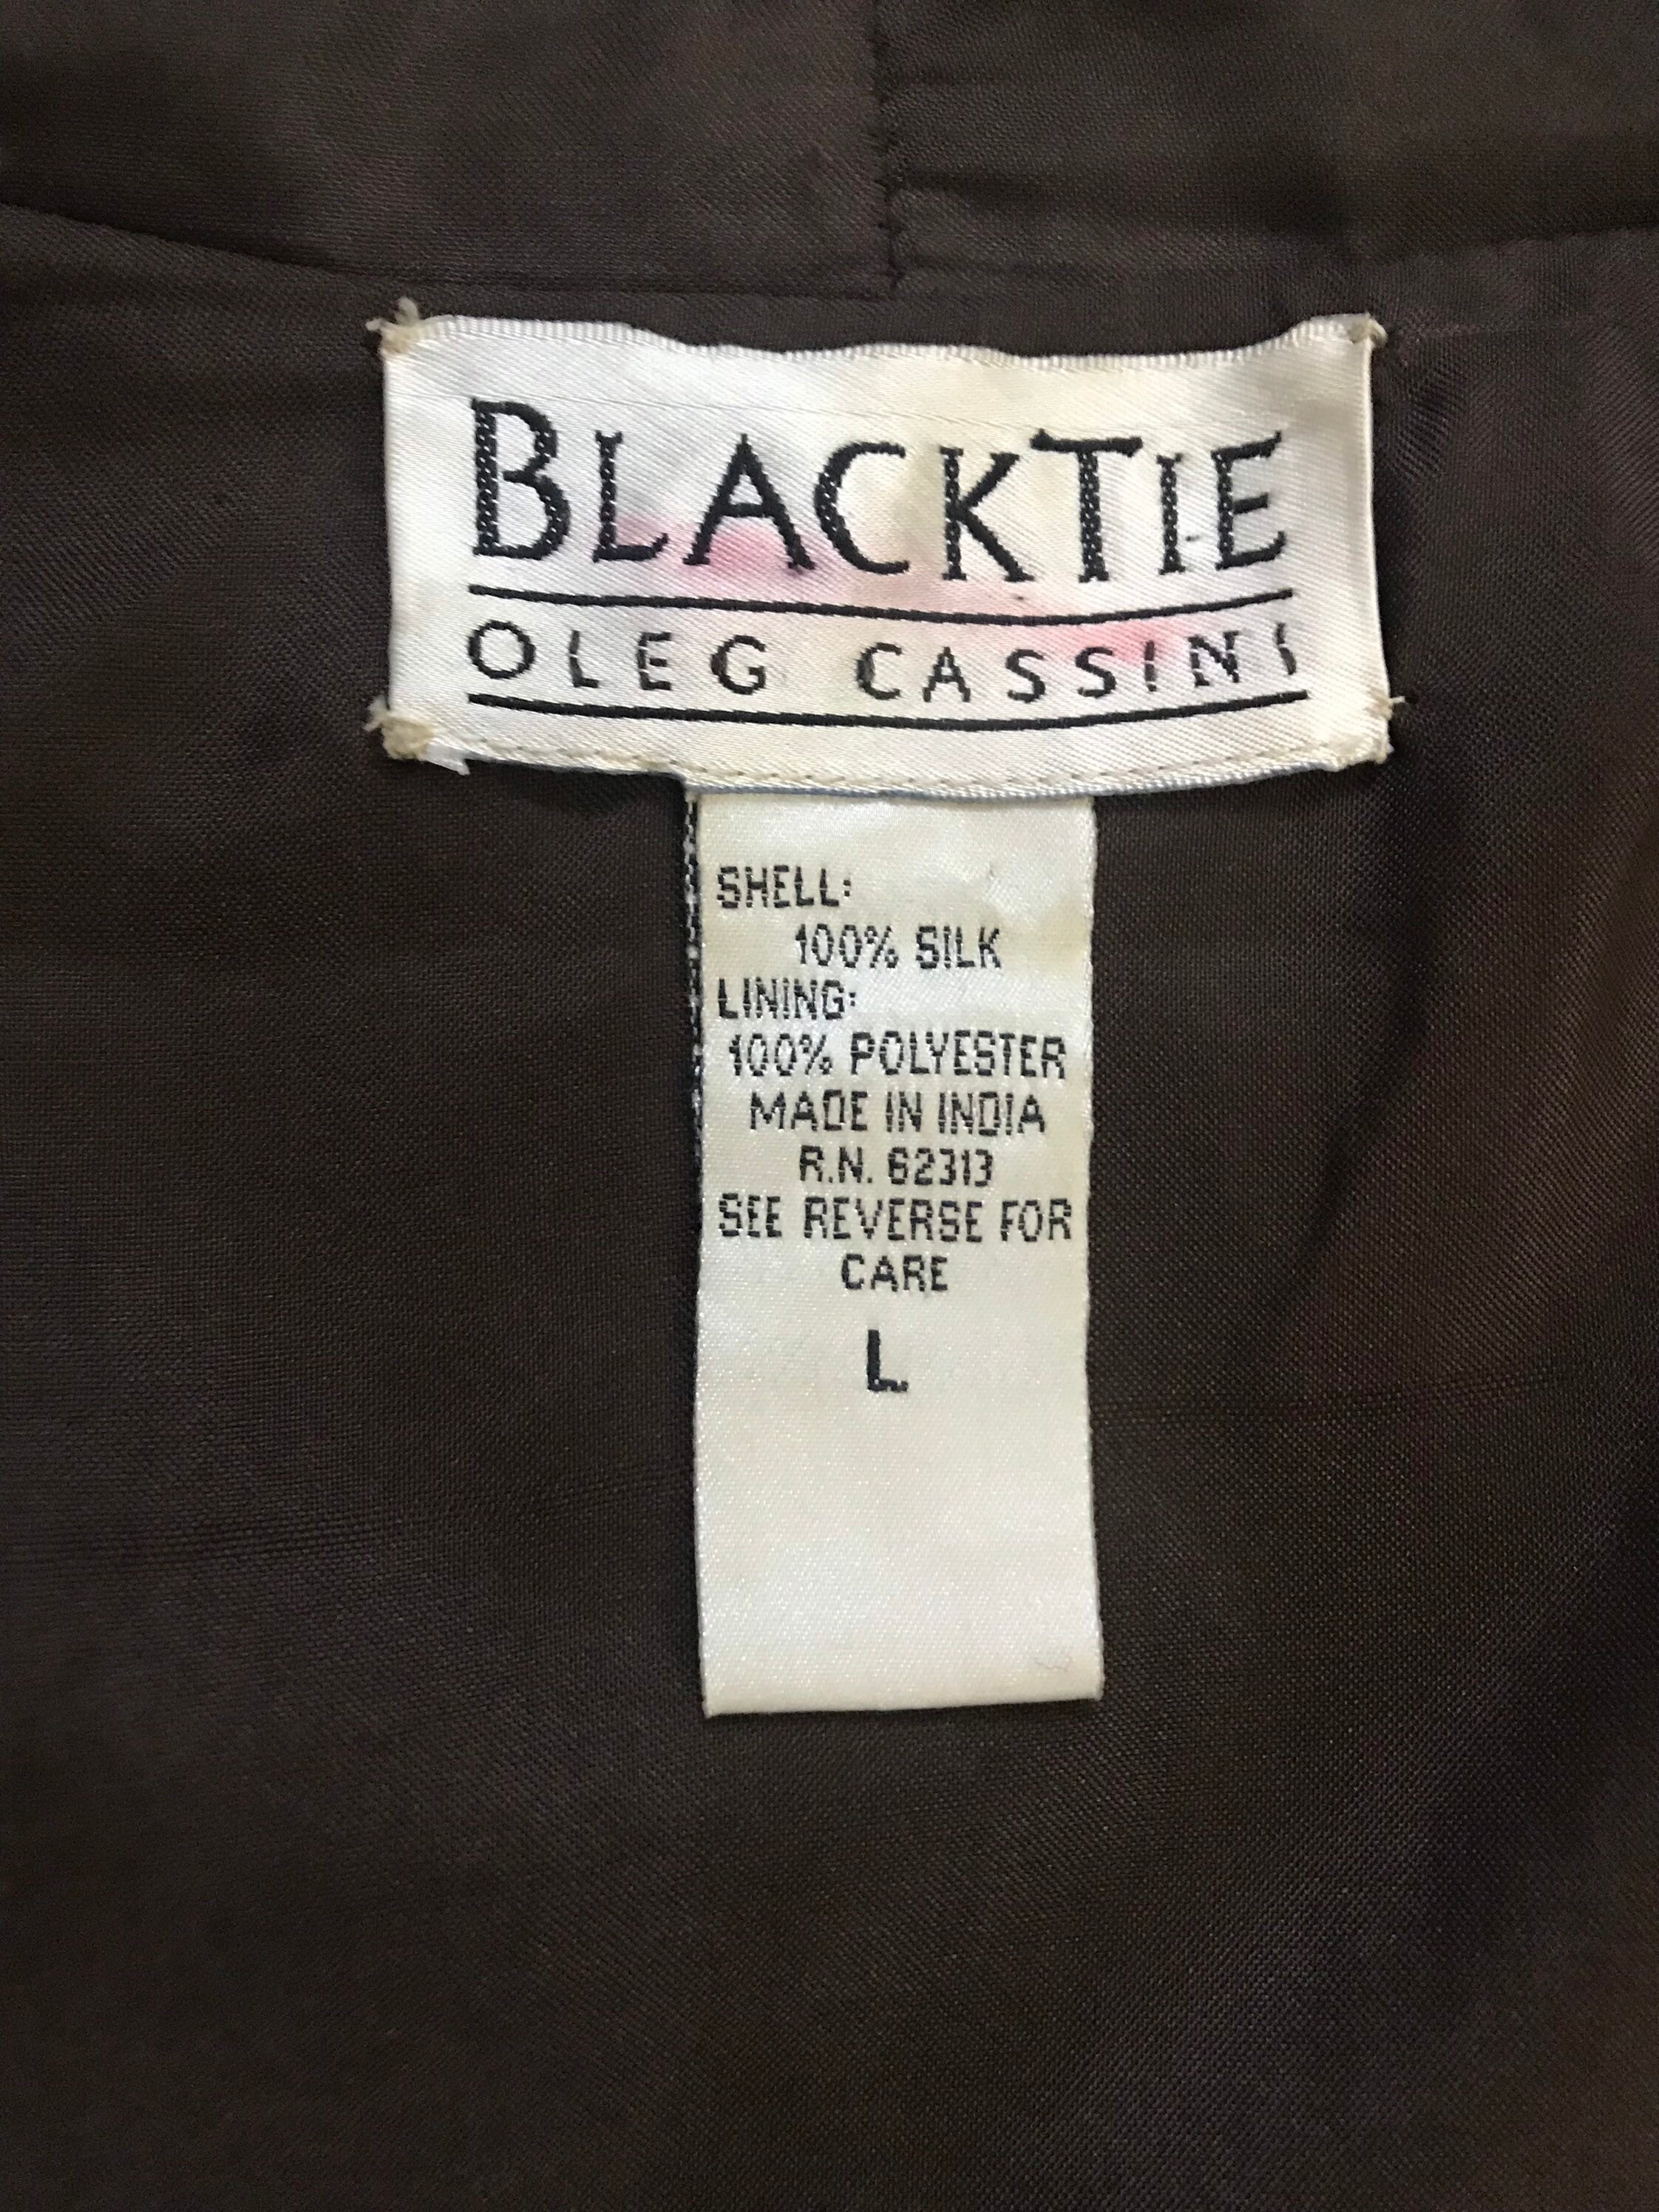 BLACKTIE
OLEG CASSINI
SHELL:
100% SILK
LINING:
100% POLYESTER
MADE IN INDIA
R.N. 62313
SEE REVERSE FOR
CARE
L